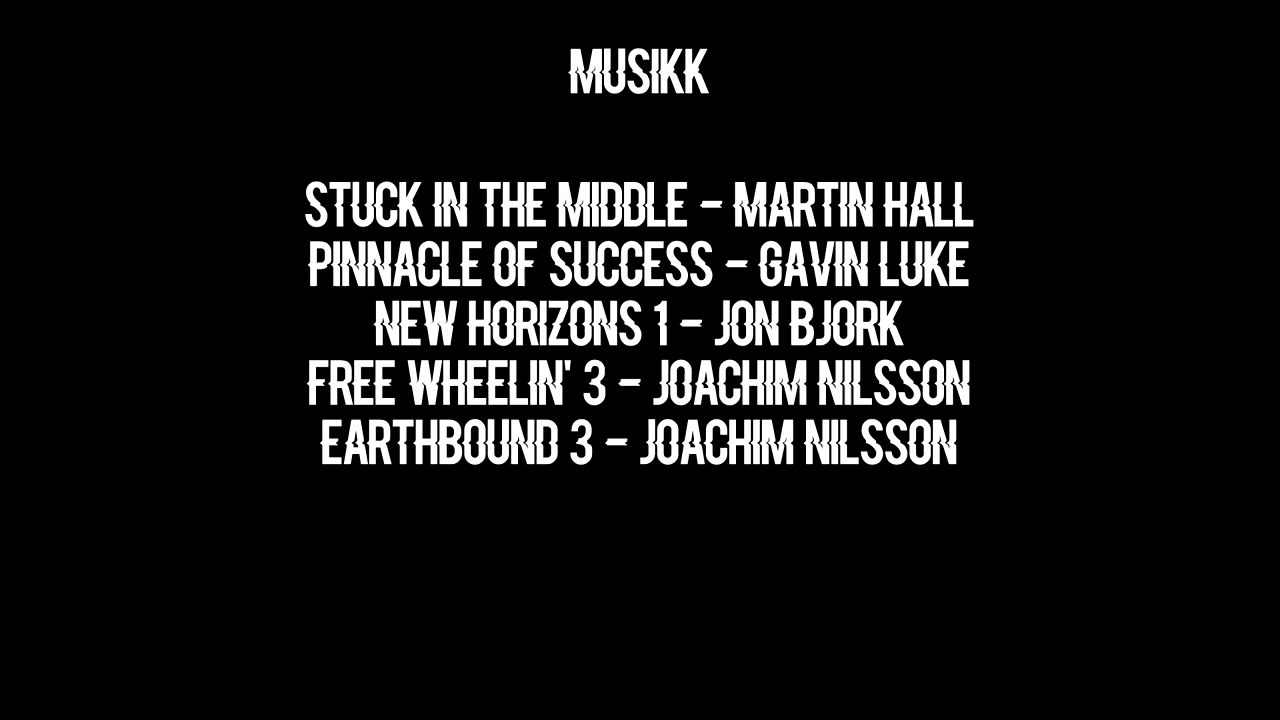 MUSIKK
STUCK IN THE MIDDLE - MARTIN HALL
PINNACLE OF SUCCESS - GAVIN LUKE
NEW HORIZONS 1 - JON BJORK
FREE WHEELIN' 3 - JOACHIM NILSSON
EARTHBOUND 3 - JOACHIM NILSSON